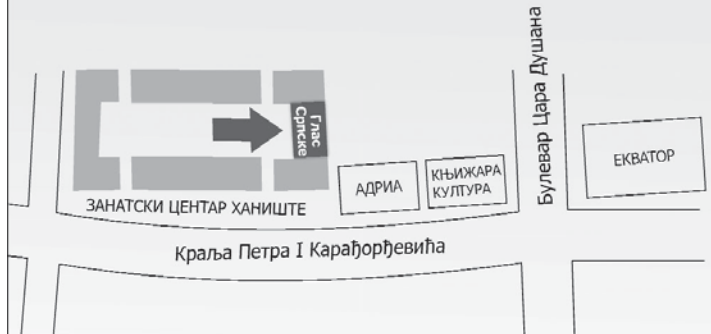 Булевар Цара Душана
Глас
Српске
ЕКВАТОР
КЊИЖАРА
КУЛТУРА
АДРИА
ЗАНАТСКИ ЦЕНТАР ХАНИШТЕ
Краља Петра I Карађорђевића